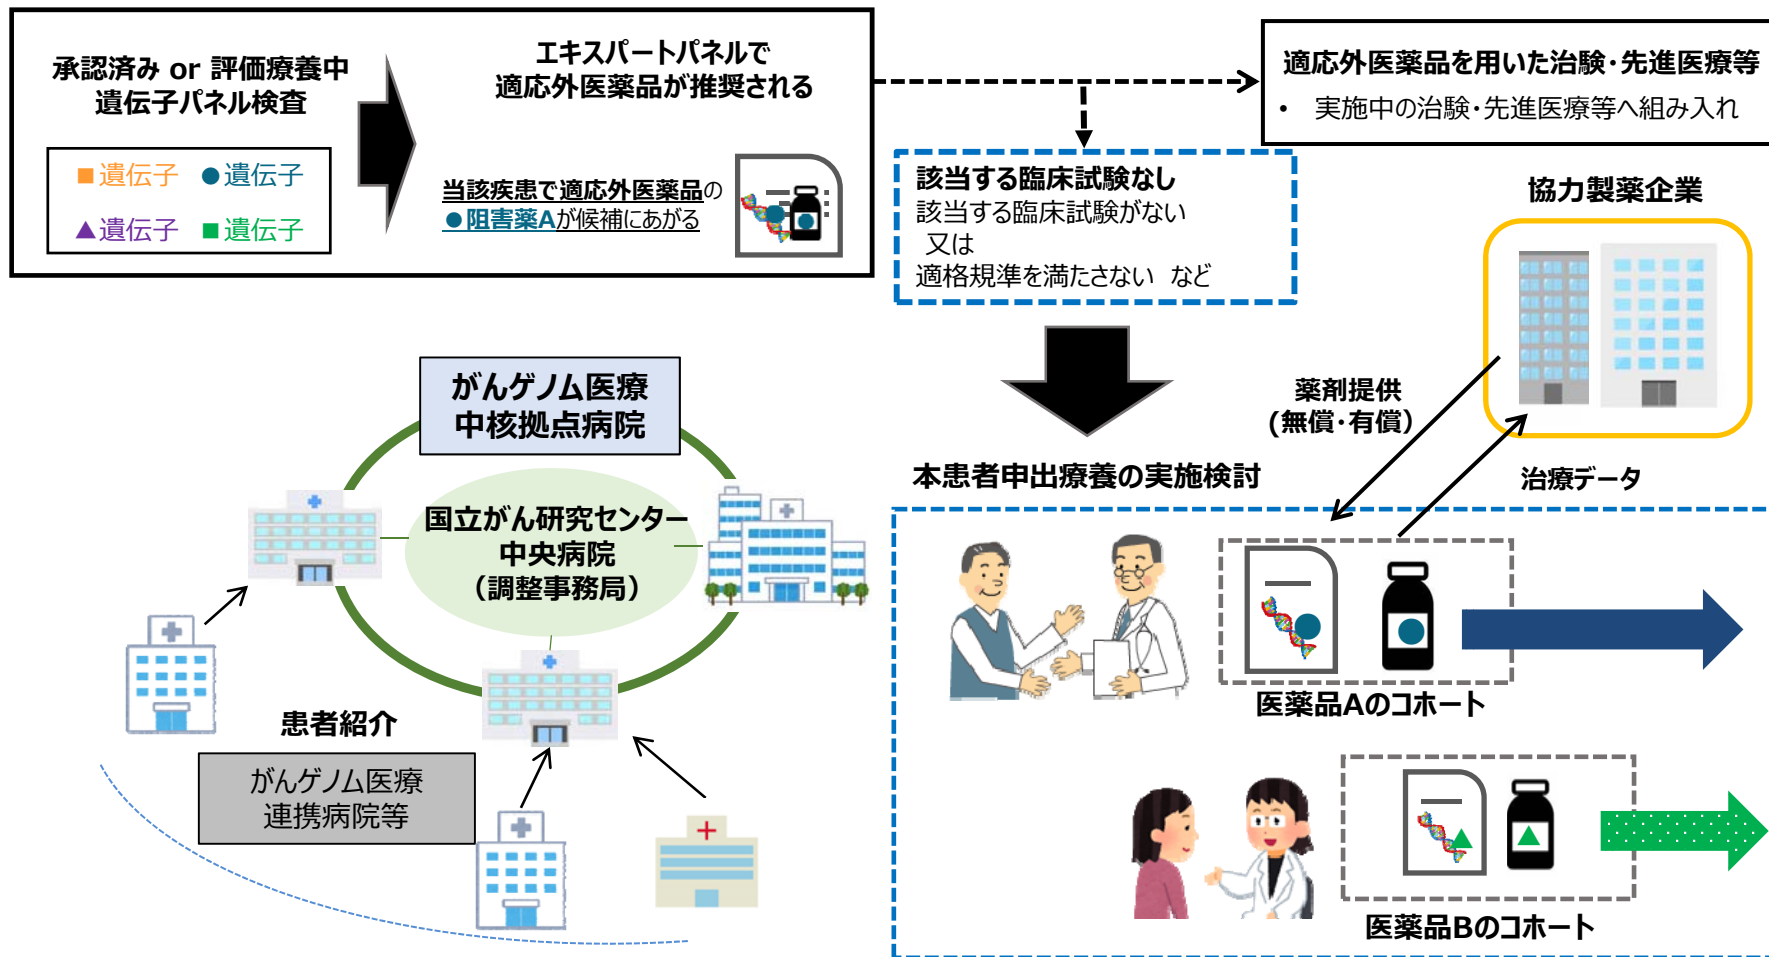 承認済み or 評価療養中
遺伝子パネル検査
■遺伝子 ●遺伝子
▲遺伝子 ■遺伝子
エキスパートパネルで
適応外医薬品が推奨される
当該疾患で適応外医薬品の
●阻害薬Aが候補にあがる
適応外医薬品を用いた治験・先進医療等
• 実施中の治験・先進医療等へ組み入れ
該当する臨床試験なし
該当する臨床試験がない
又は
適格規準を満たさない など
協力製薬企業
薬剤提供
(無償・有償)
治療データ
がんゲノム医療
中核拠点病院
国立がん研究センター
中央病院
(調整事務局)
患者紹介
がんゲノム医療
連携病院等
本患者申出療養の実施検討
医薬品Aのコホート
医薬品Bのコホート